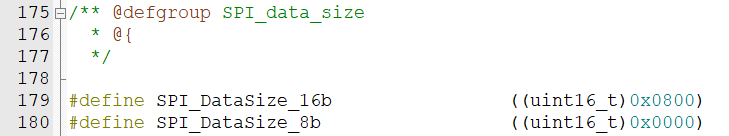 175 /** @defgroup SPI_data_size
176   * @{
177   */
178
179 #define SPI_DataSize_16b                ((uint16_t)0x0800)
180 #define SPI_DataSize_8b                 ((uint16_t)0x0000)